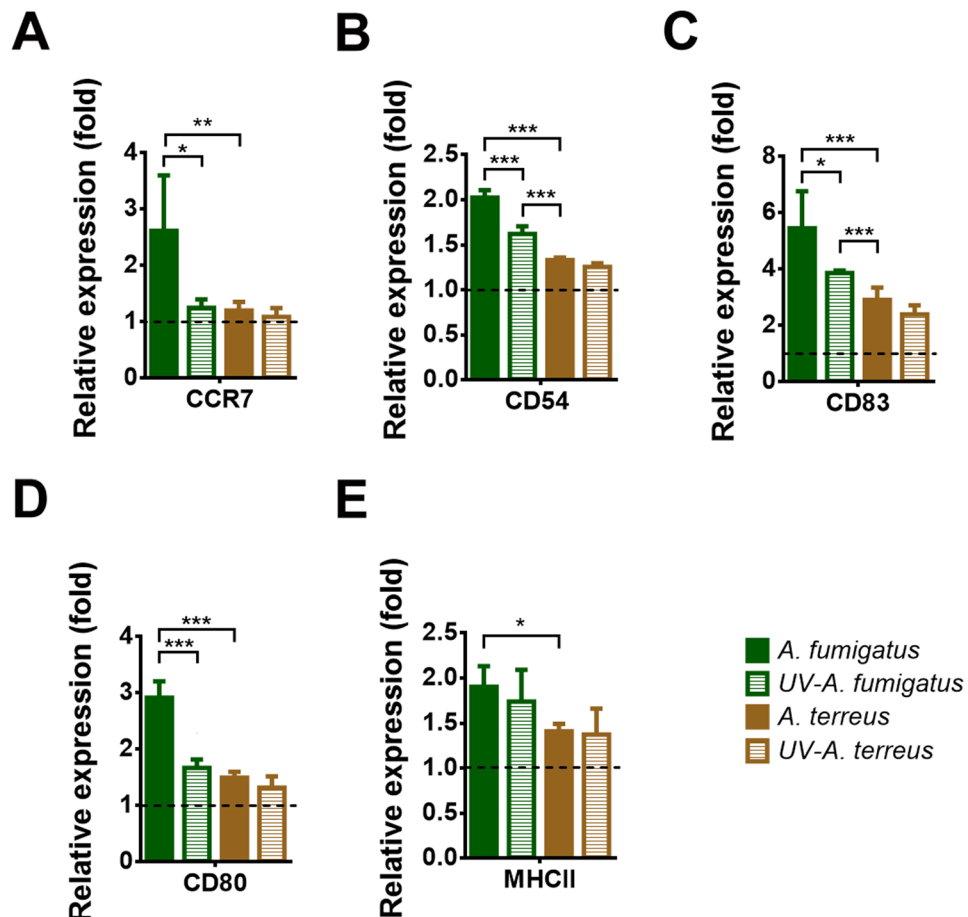 A
Relative expression (fold)
4
3
2
1
0
**
*
CCR7
B
Relative expression (fold)
2.5
2.0
1.5
1.0
0.5
0.0
***
***
***
CD54
C
Relative expression (fold)
8
6
4
2
0
***
*
***
CD83
D
Relative expression (fold)
4
3
2
1
0
***
***
CD80
E
Relative expression (fold)
2.5
2.0
1.5
1.0
0.5
0.0
*
MHCII
A. fumigatus
UV-A. fumigatus
A. terreus
UV-A. terreus